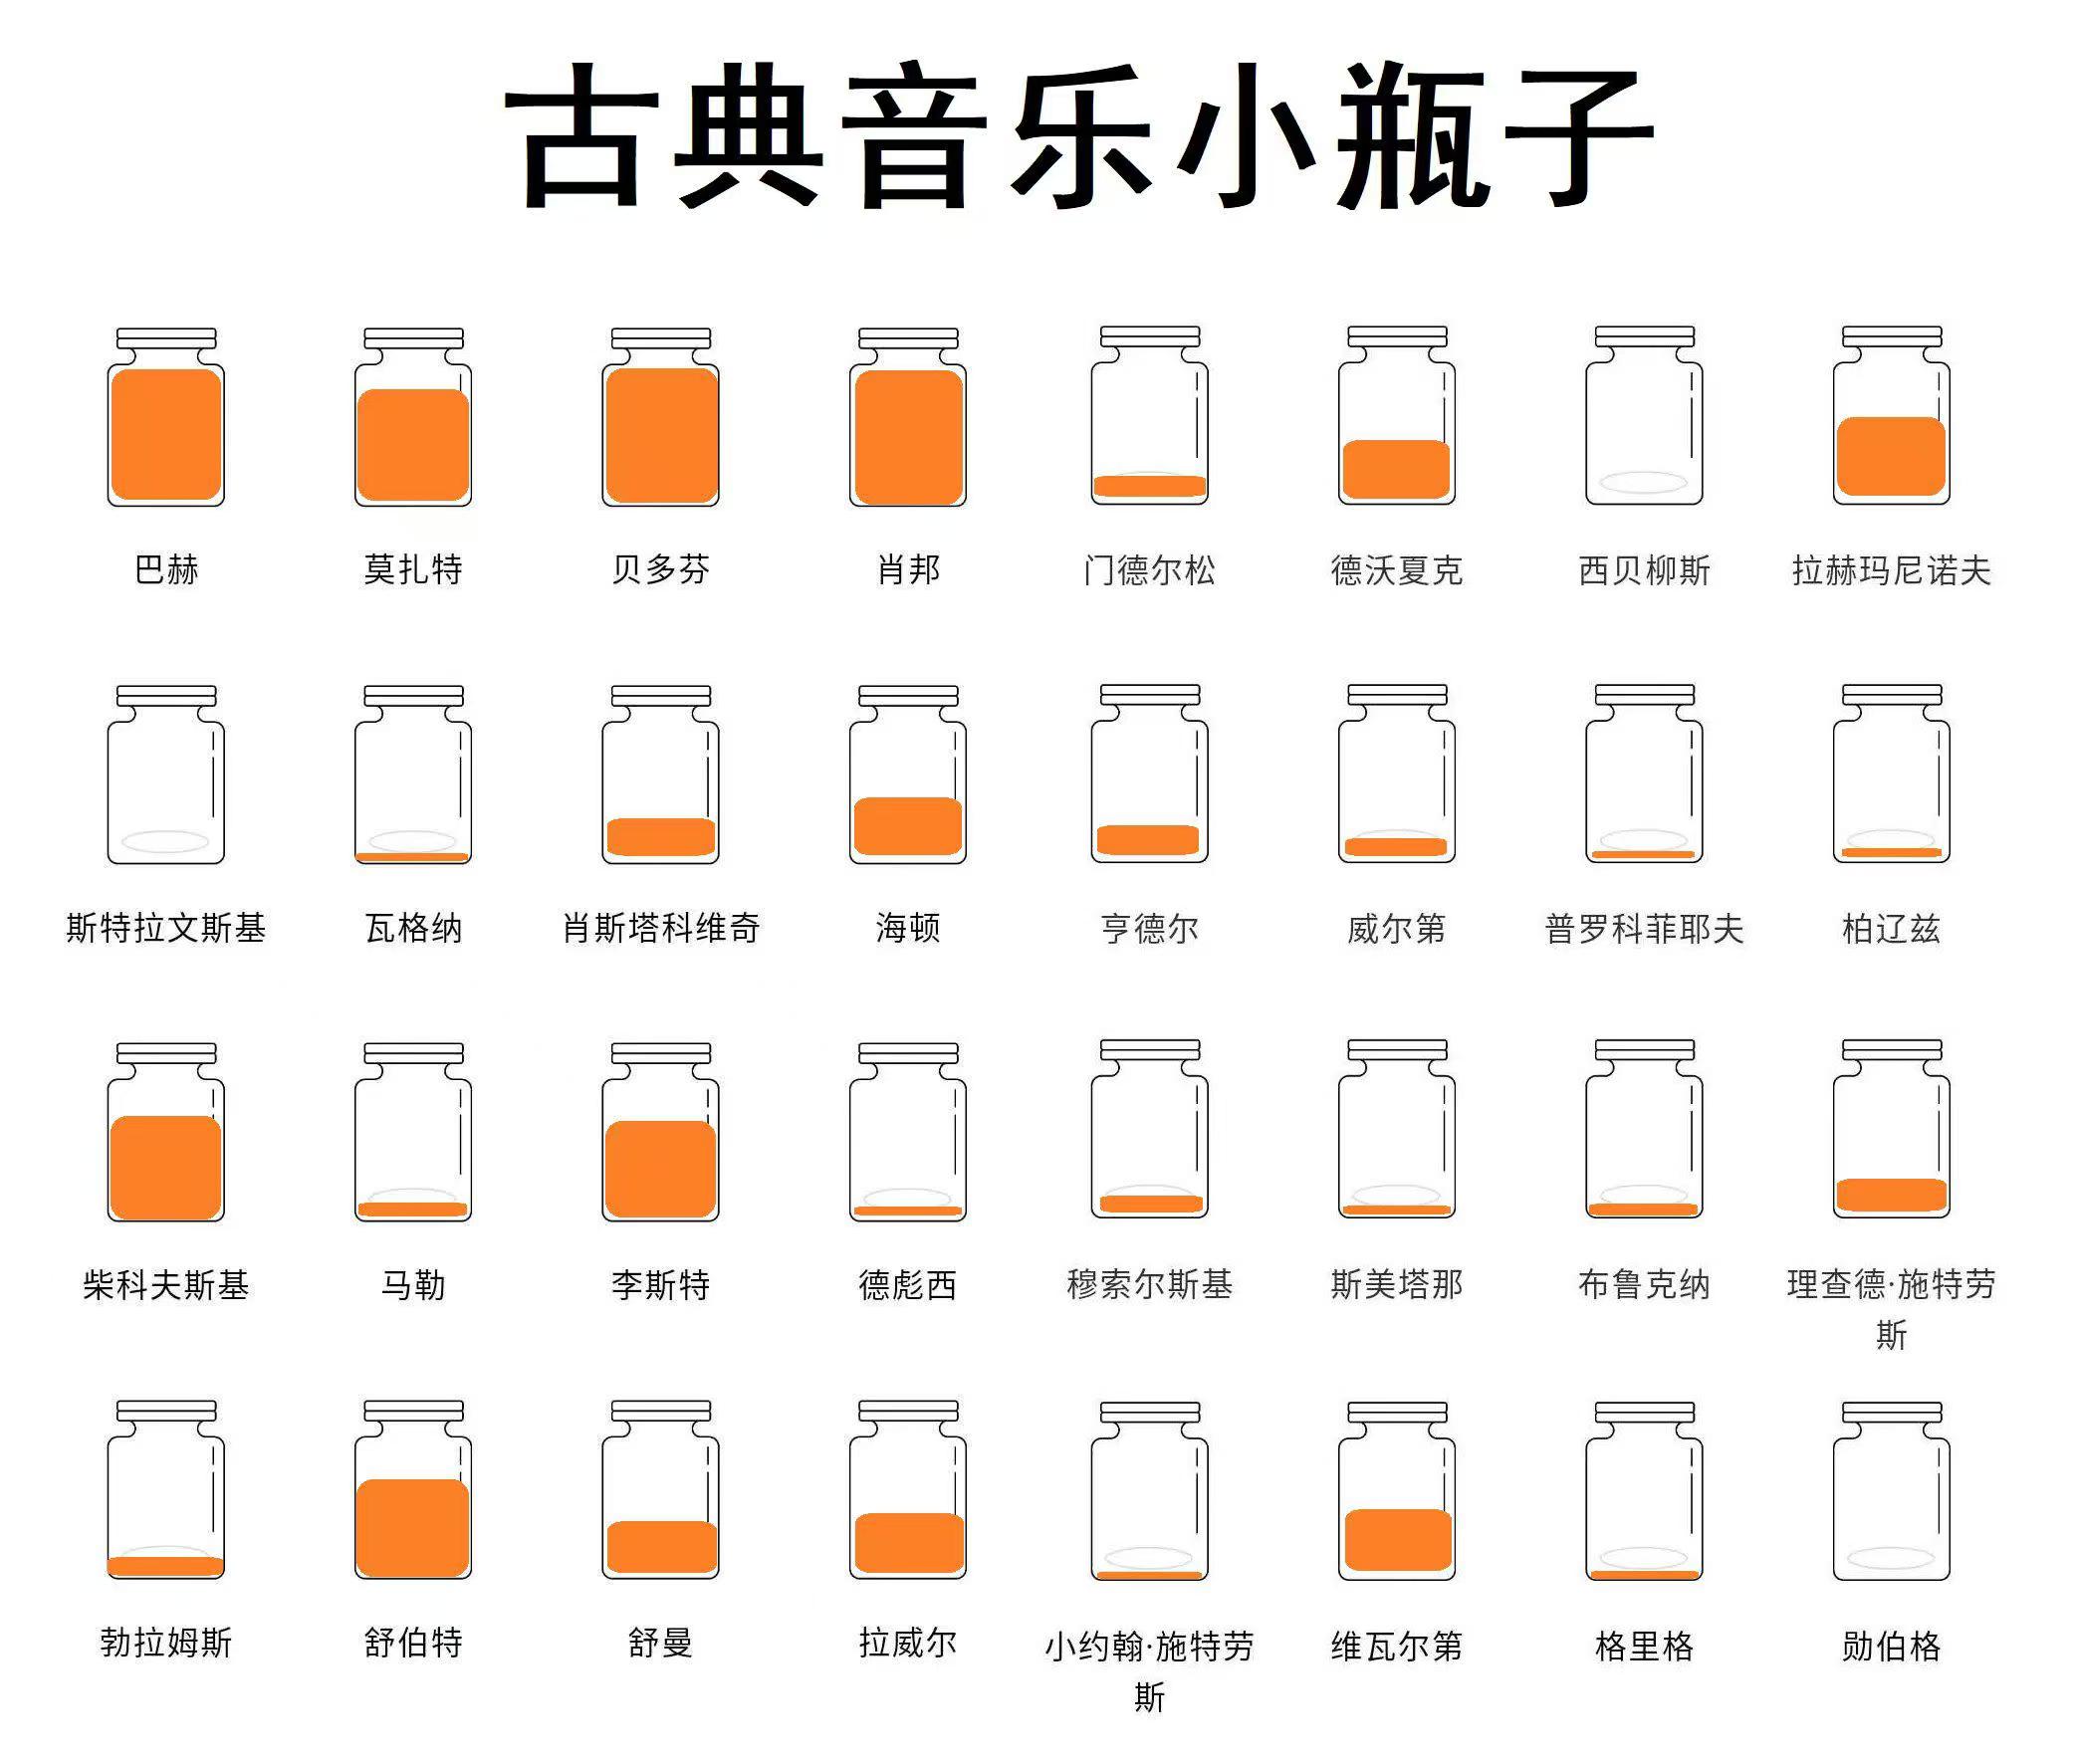 古典音乐小瓶子
巴赫 莫扎特 贝多芬 肖邦 门德尔松 德沃夏克 西贝柳斯 拉赫玛尼诺夫
斯特拉文斯基 瓦格纳 肖斯塔科维奇 海顿 亨德尔 威尔第 普罗科菲耶夫 柏辽兹
柴科夫斯基 马勒 李斯特 德彪西 穆索尔斯基 斯美塔那 布鲁克纳 理查德·施特劳
斯
勃拉姆斯 舒伯特 舒曼 拉威尔 小约翰·施特劳 维瓦尔第 格里格 勋伯格
斯